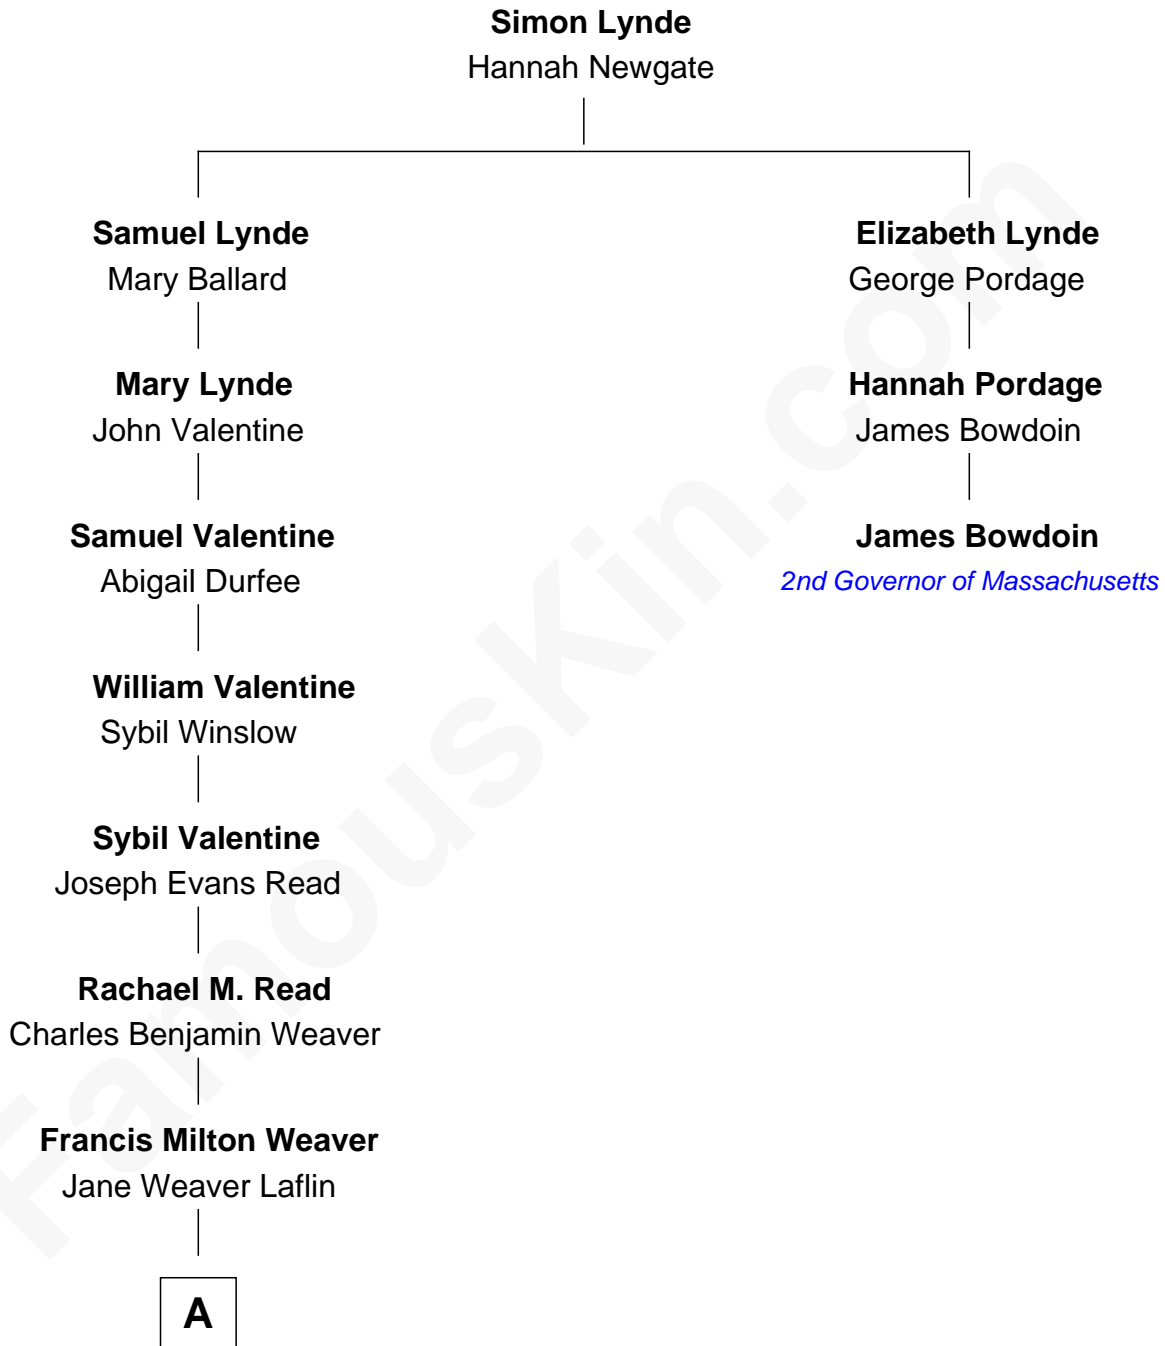 Simon Lynde
Hannah Newgate
Samuel Lynde
Mary Ballard
Elizabeth Lynde
George Pordage
Mary Lynde
John Valentine
Hannah Pordage
James Bowdoin
Samuel Valentine
Abigail Durfee
James Bowdoin
2nd Governor of Massachusetts
William Valentine
Sybil Winslow
Sybil Valentine
Joseph Evans Read
Rachael M. Read
Charles Benjamin Weaver
Francis Milton Weaver
Jane Weaver Laflin
A
FamousKin.com